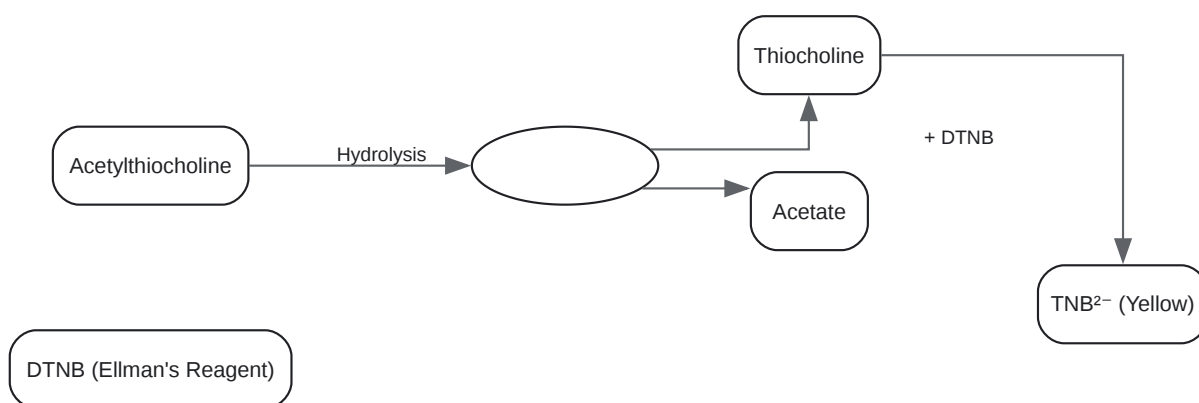 Thiocholine
+ DTNB
Hydrolysis
Acetylthiocholine
Acetate
TNB²⁻ (Yellow)
DTNB (Ellman's Reagent)